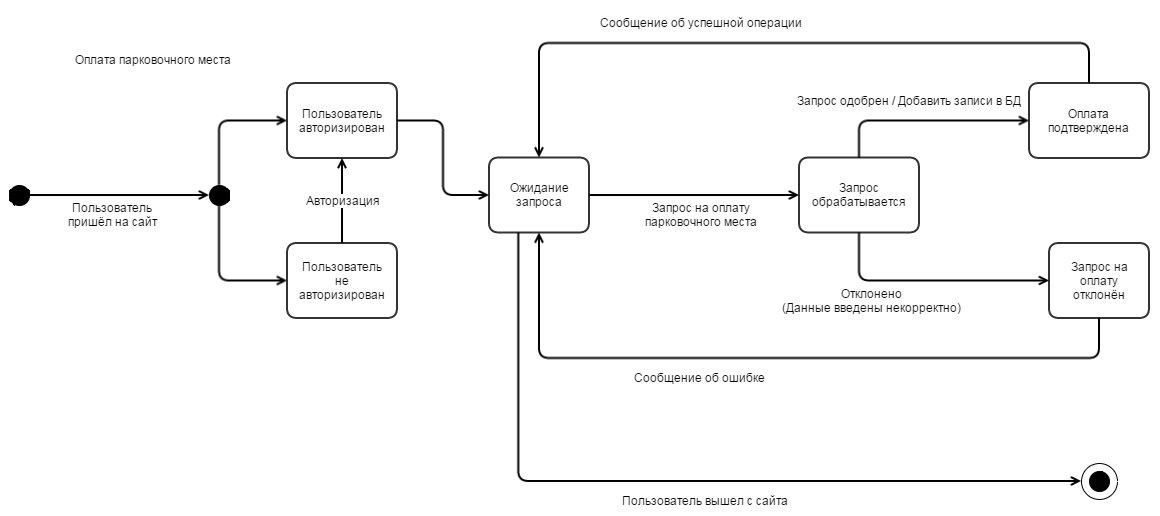 Сообщение об успешной операции
Оплата парковочного места
Запрос одобрен / Добавить записи в БД
Пользователь
авторизирован
Оплата
подтверждена
Ожидание
запроса
Запрос
обрабатывается
Авторизация
Пользователь
пришёл на сайт
Запрос на оплату
парковочного места
Пользователь
не
авторизирован
Запрос на
оплату
отклонён
Отклонено
(Данные введены некорректно)
Сообщение об ошибке
Пользователь вышел с сайта